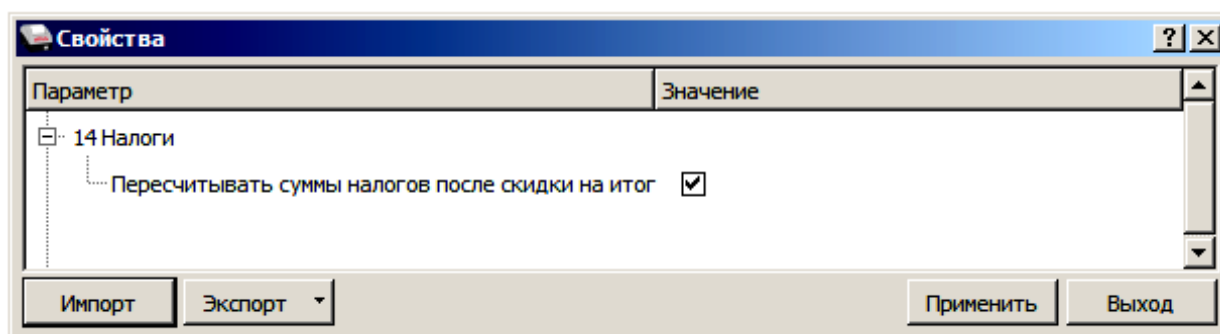 Свойства
Параметр Значение
14 Налоги
Пересчитывать суммы налогов после скидки на итог
Импорт Экспорт Применить Выход